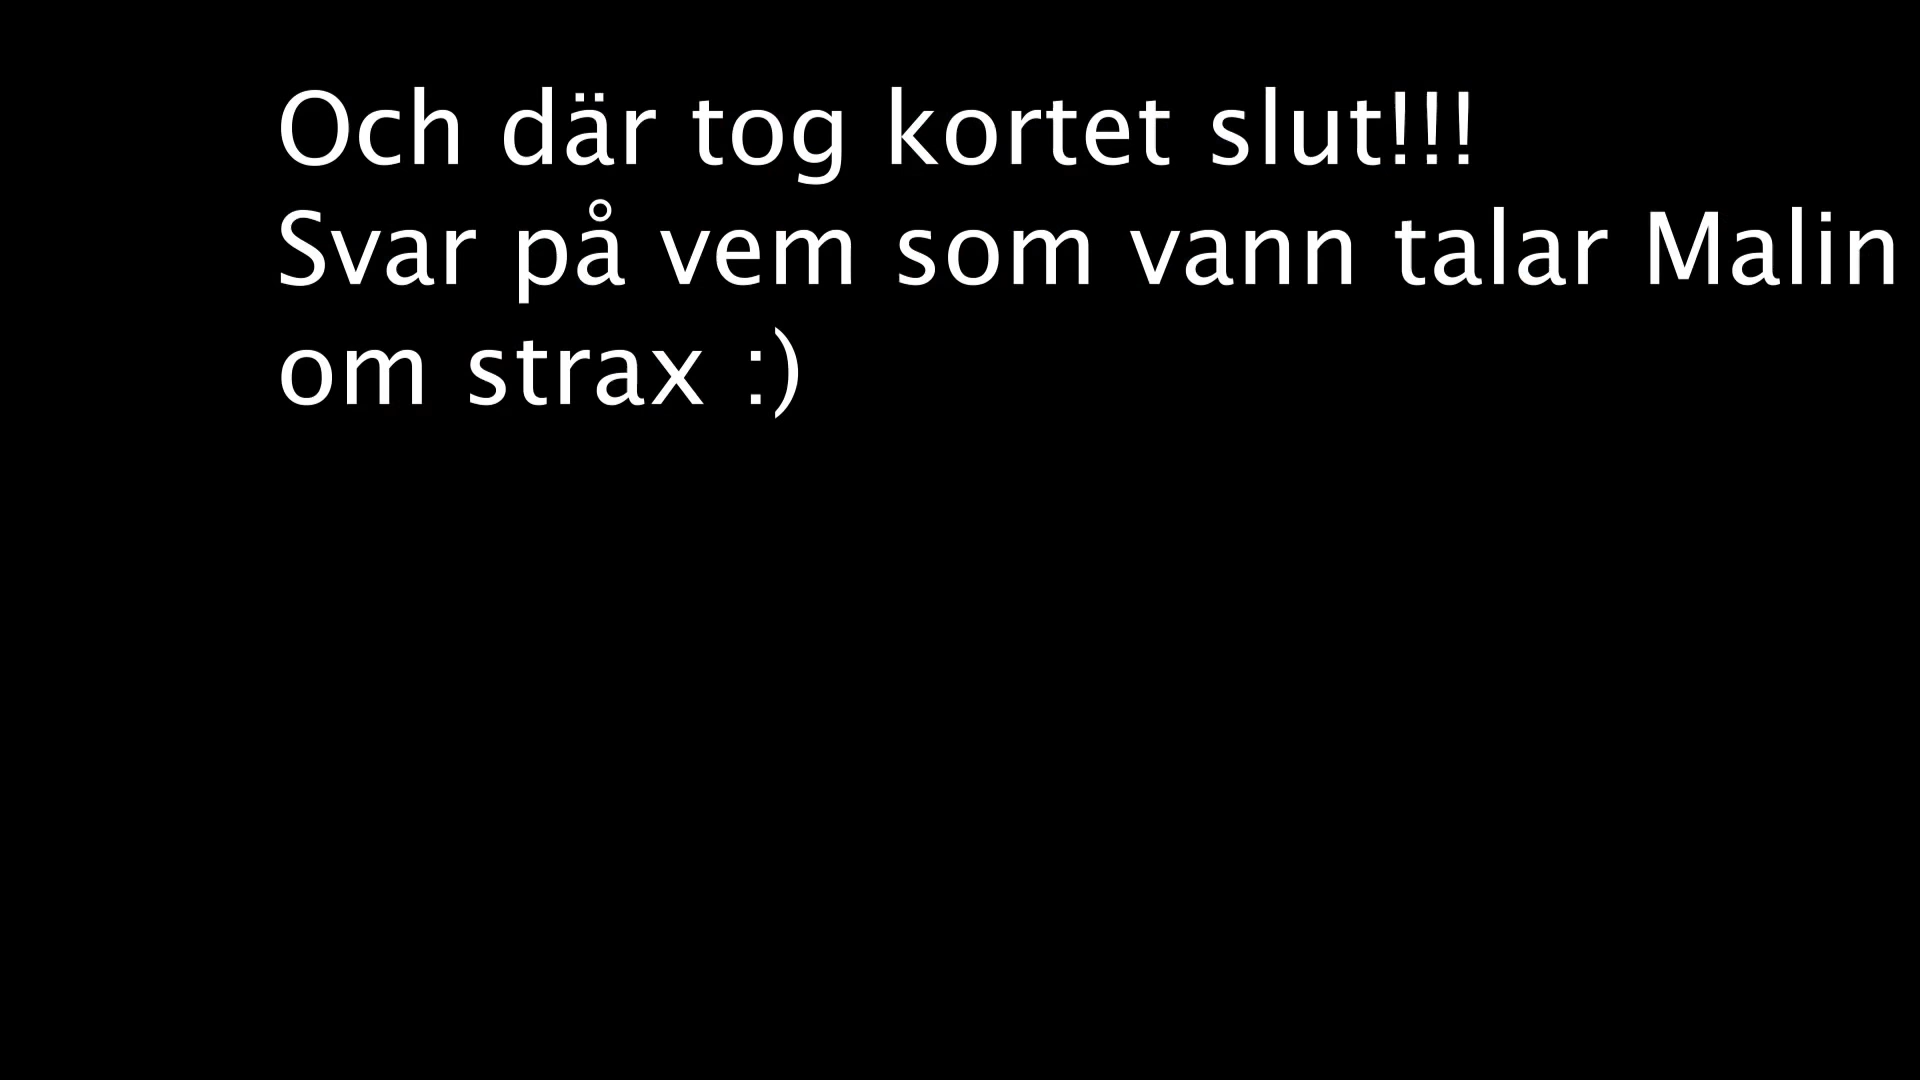 Och där tog kortet slut!!!
Svar på vem som vann talar Malin
om strax :)